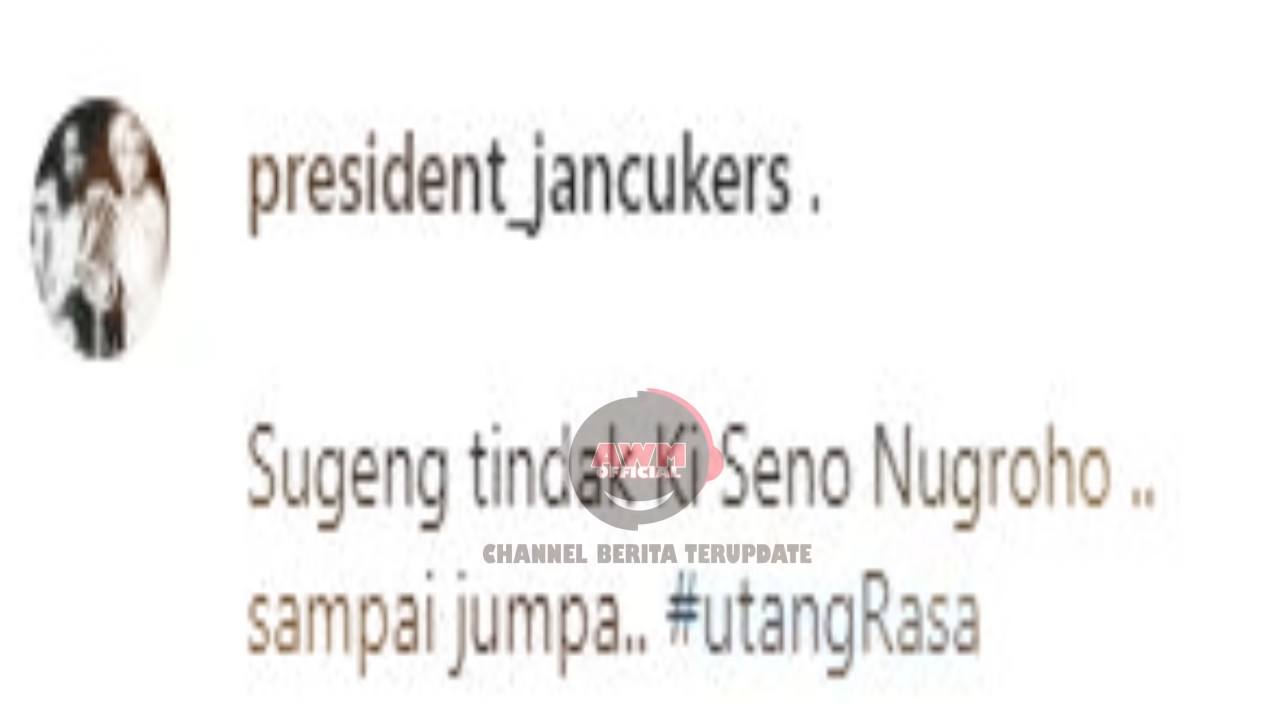 president_jancukers .
Sugeng tindak Ki Seno Nugroho ..
AWM
OFFICIAL
CHANNEL BERITA TERUPDATE
sampai jumpa.. #utangRasa